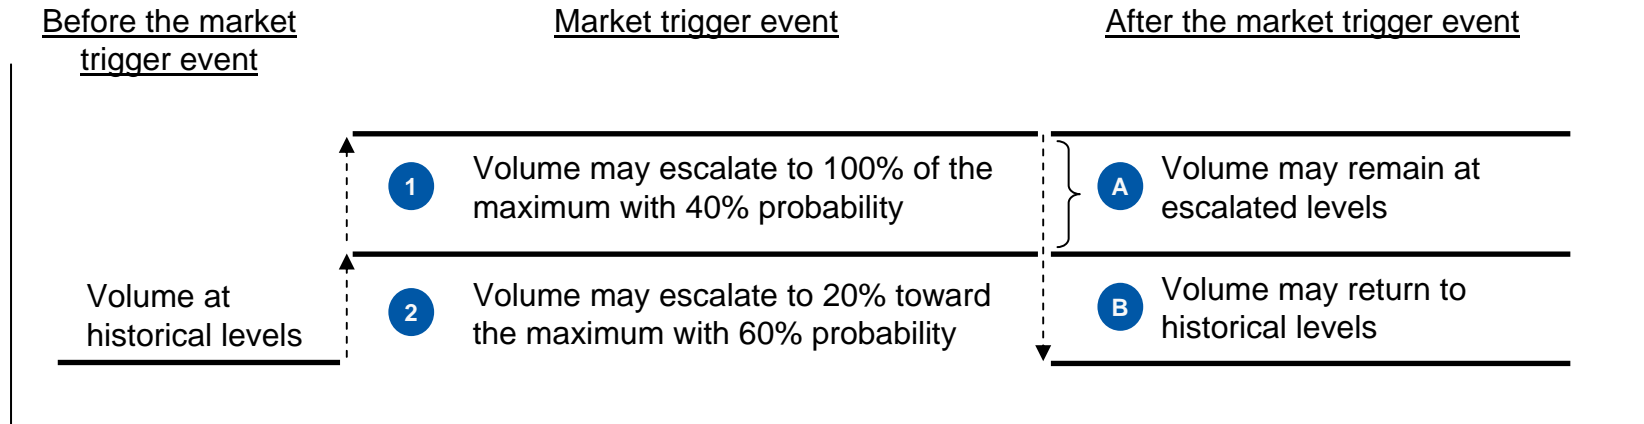 Before the market
trigger event
Market trigger event
After the market trigger event
1
Volume may escalate to 100% of the
maximum with 40% probability
A
Volume may remain at
escalated levels
Volume at
historical levels
2
Volume may escalate to 20% toward
the maximum with 60% probability
B
Volume may return to
historical levels